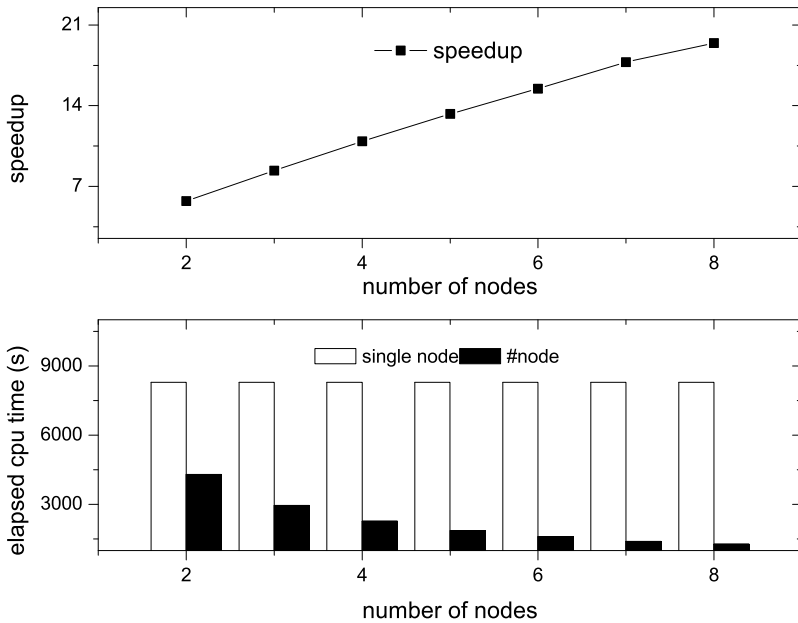 21
14
7
speedup
speedup
2
4
6
8
number of nodes
9000
6000
3000
elapsed cpu time (s)
single node #node
2
4
6
8
number of nodes